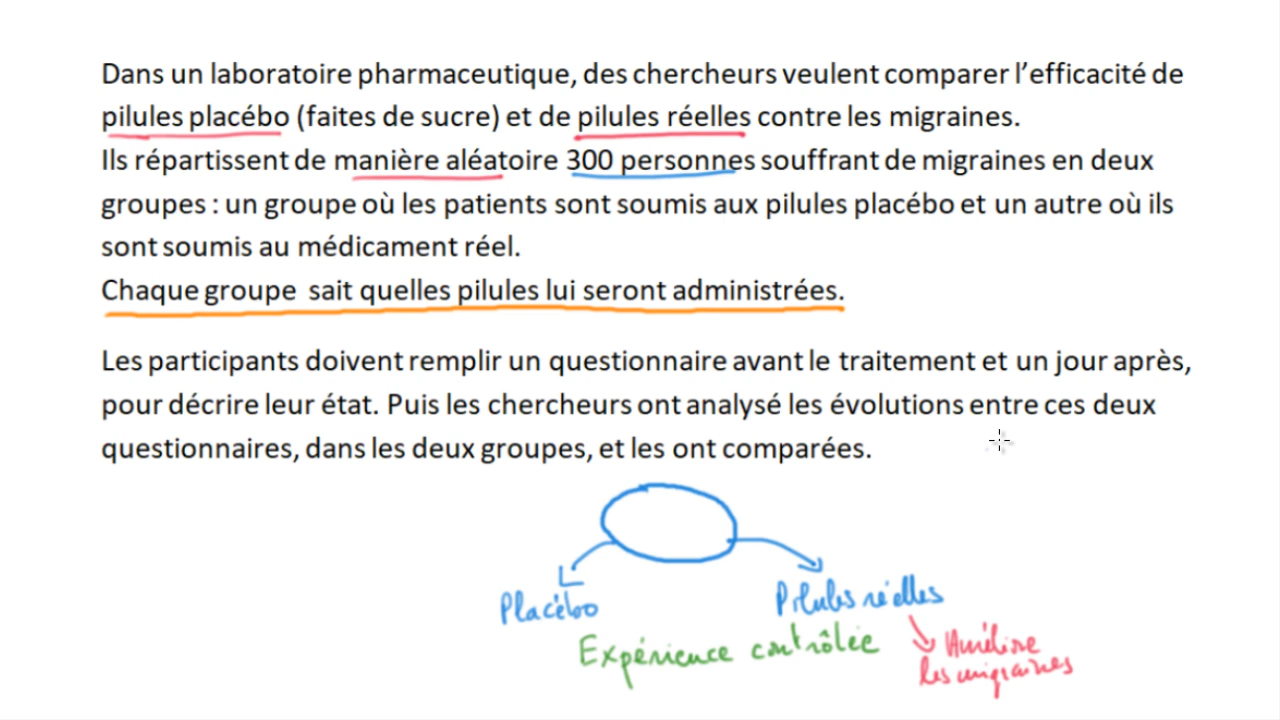 Dans un laboratoire pharmaceutique, des chercheurs veulent comparer l’efficacité de
pilules placébo (faites de sucre) et de pilules réelles contre les migraines.
Ils répartissent de manière aléatoire 300 personnes souffrant de migraines en deux
groupes : un groupe où les patients sont soumis aux pilules placébo et un autre où ils
sont soumis au médicament réel.
Chaque groupe sait quelles pilules lui seront administrées.
Les participants doivent remplir un questionnaire avant le traitement et un jour après,
pour décrire leur état. Puis les chercheurs ont analysé les évolutions entre ces deux
questionnaires, dans les deux groupes, et les ont comparées.
Placébo
Pilules réelles
Expérience contrôlée
Améliore
les migraines